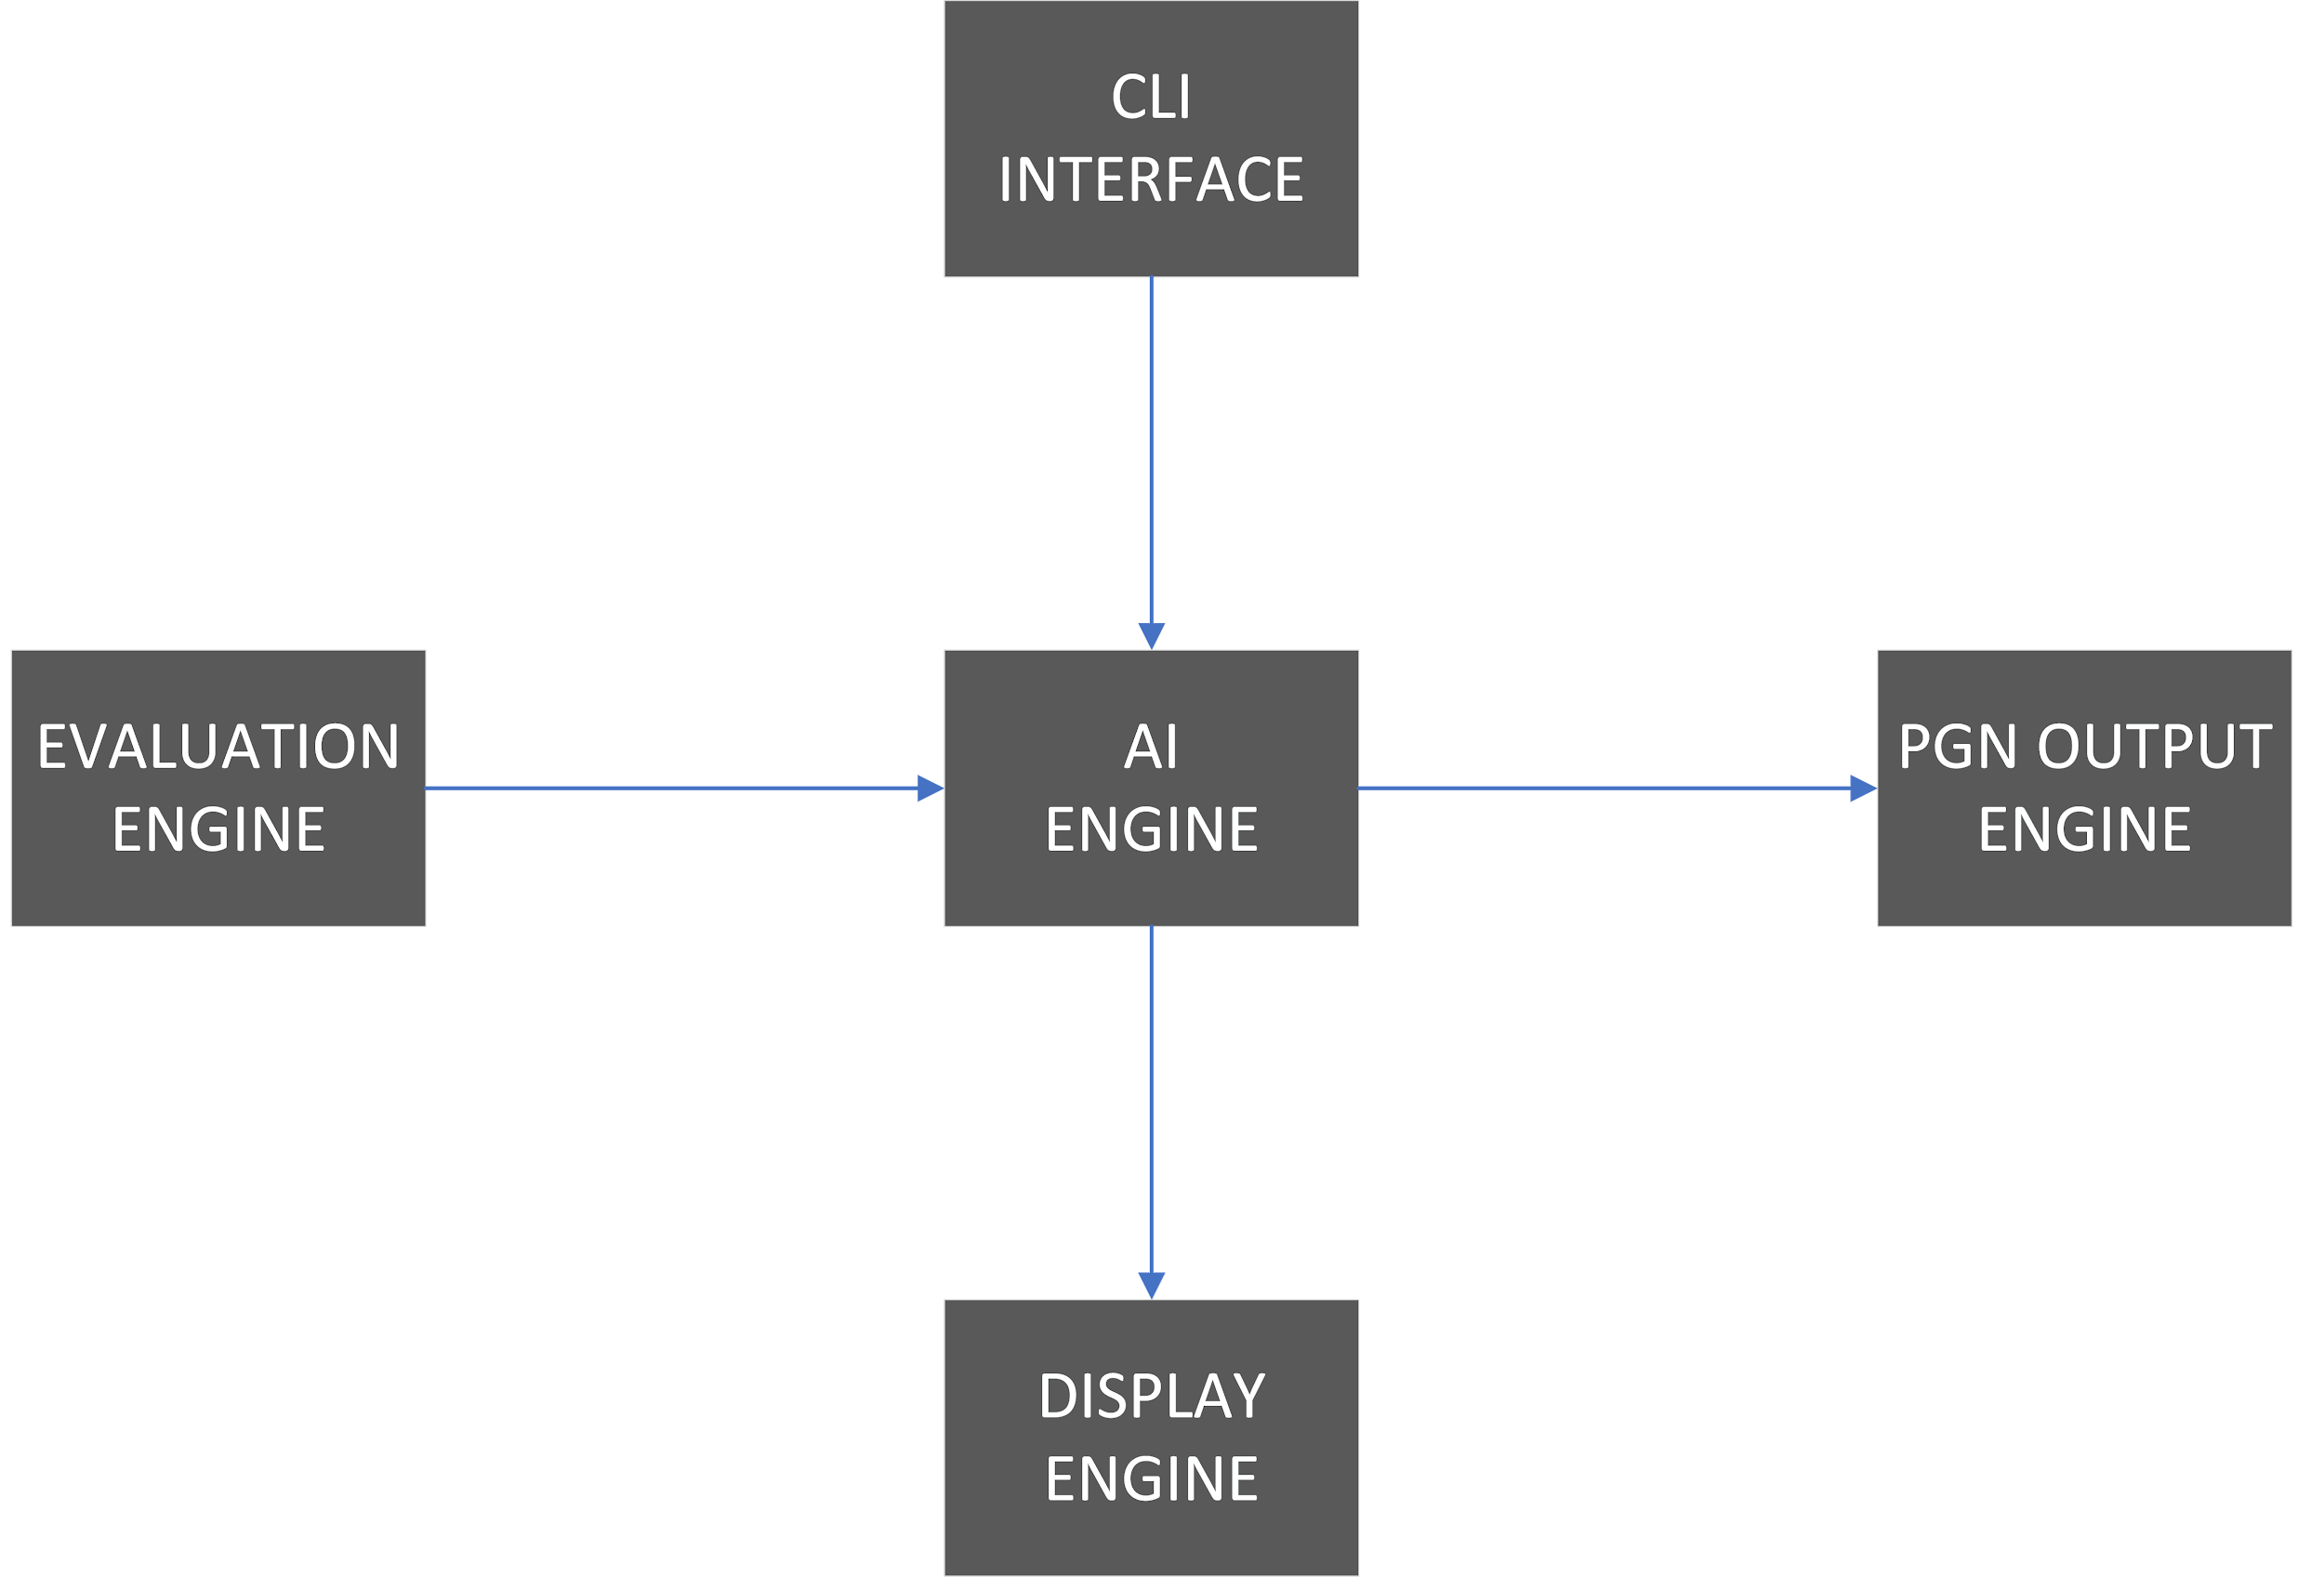 CLI
INTERFACE
EVALUATION
ENGINE
AI
ENGINE
PGN OUTPUT
ENGINE
DISPLAY
ENGINE